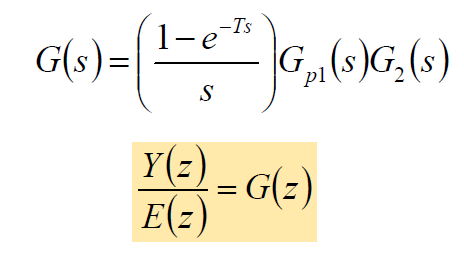 G(s) = ( (1 − e^{−Ts}) / s ) G_{p1}(s)G_2(s)
Y(z) / E(z) = G(z)